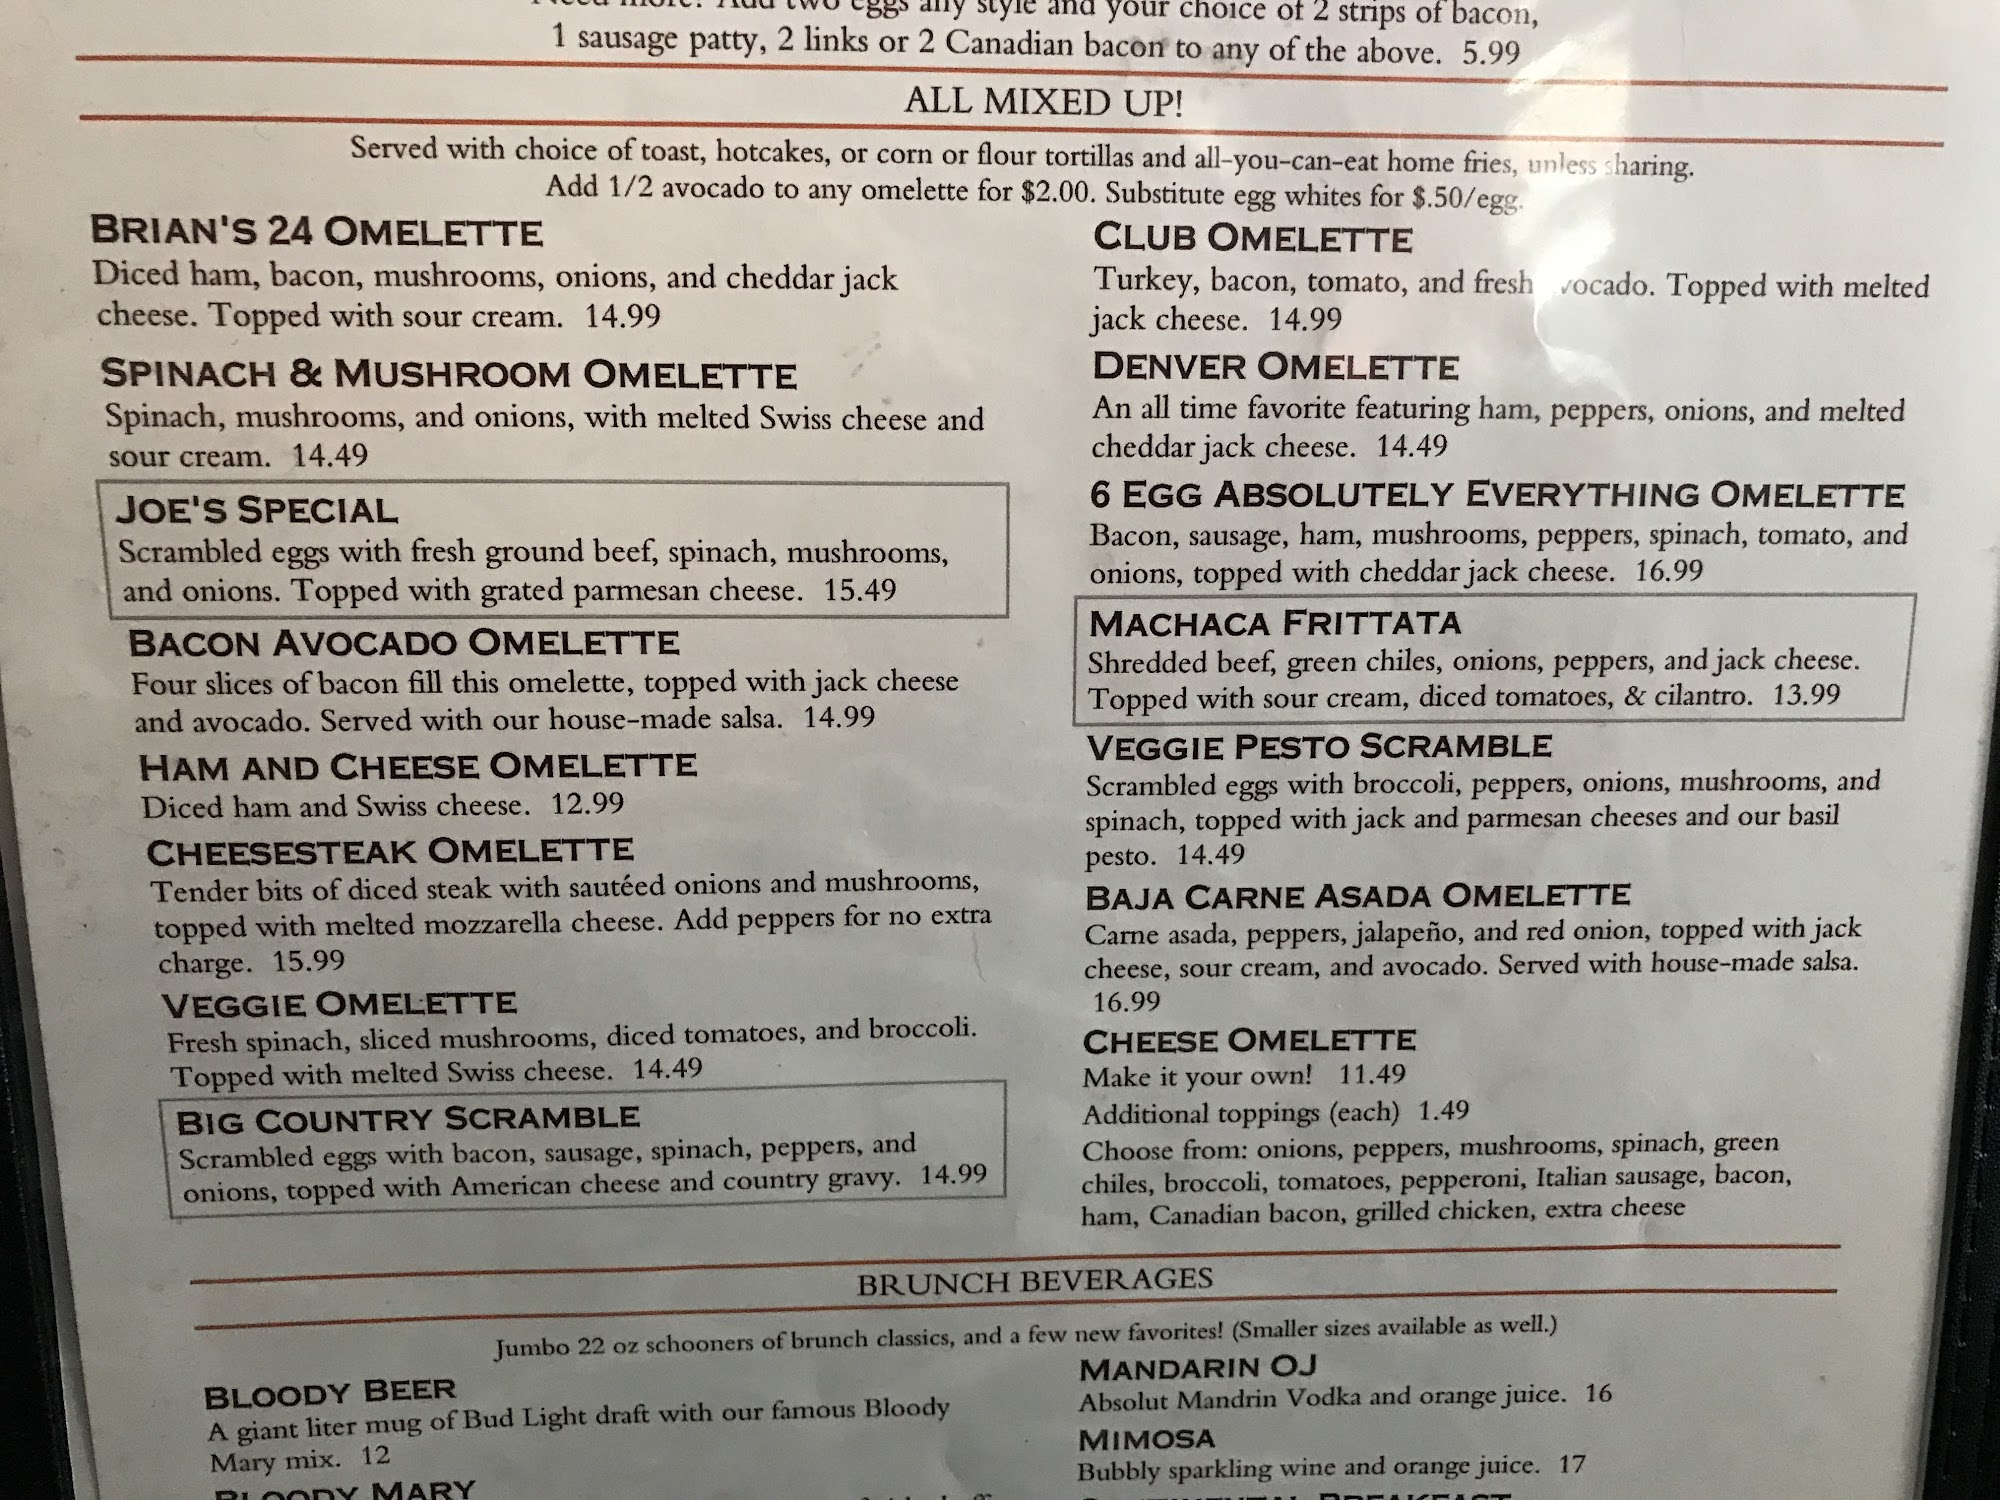 Need more? Add two eggs any style and your choice of 2 strips of bacon,
1 sausage patty, 2 links or 2 Canadian bacon to any of the above. 5.99
ALL MIXED UP!
Served with choice of toast, hotcakes, or corn or flour tortillas and all-you-can-eat home fries, unless sharing.
Add 1/2 avocado to any omelette for $2.00. Substitute egg whites for $.50/egg.
BRIAN'S 24 OMELETTE
Diced ham, bacon, mushrooms, onions, and cheddar jack
cheese. Topped with sour cream. 14.99
SPINACH & MUSHROOM OMELETTE
Spinach, mushrooms, and onions, with melted Swiss cheese and
sour cream. 14.49
JOE'S SPECIAL
Scrambled eggs with fresh ground beef, spinach, mushrooms,
and onions. Topped with grated parmesan cheese. 15.49
BACON AVOCADO OMELETTE
Four slices of bacon fill this omelette, topped with jack cheese
and avocado. Served with our house-made salsa. 14.99
HAM AND CHEESE OMELETTE
Diced ham and Swiss cheese. 12.99
CHEESESTEAK OMELETTE
Tender bits of diced steak with sautéed onions and mushrooms,
topped with melted mozzarella cheese. Add peppers for no extra
charge. 15.99
VEGGIE OMELETTE
Fresh spinach, sliced mushrooms, diced tomatoes, and broccoli.
Topped with melted Swiss cheese. 14.49
BIG COUNTRY SCRAMBLE
Scrambled eggs with bacon, sausage, spinach, peppers, and
onions, topped with American cheese and country gravy. 14.99
CLUB OMELETTE
Turkey, bacon, tomato, and fresh avocado. Topped with melted
jack cheese. 14.99
DENVER OMELETTE
An all time favorite featuring ham, peppers, onions, and melted
cheddar jack cheese. 14.49
6 EGG ABSOLUTELY EVERYTHING OMELETTE
Bacon, sausage, ham, mushrooms, peppers, spinach, tomato, and
onions, topped with cheddar jack cheese. 16.99
MACHACA FRITTATA
Shredded beef, green chiles, onions, peppers, and jack cheese.
Topped with sour cream, diced tomatoes, & cilantro. 13.99
VEGGIE PESTO SCRAMBLE
Scrambled eggs with broccoli, peppers, onions, mushrooms, and
spinach, topped with jack and parmesan cheeses and our basil
pesto. 14.49
BAJA CARNE ASADA OMELETTE
Carne asada, peppers, jalapeño, and red onion, topped with jack
cheese, sour cream, and avocado. Served with house-made salsa.
16.99
CHEESE OMELETTE
Make it your own! 11.49
Additional toppings (each) 1.49
Choose from: onions, peppers, mushrooms, spinach, green
chiles, broccoli, tomatoes, pepperoni, Italian sausage, bacon,
ham, Canadian bacon, grilled chicken, extra cheese
BRUNCH BEVERAGES
Jumbo 22 oz schooners of brunch classics, and a few new favorites! (Smaller sizes available as well.)
BLOODY BEER
A giant liter mug of Bud Light draft with our famous Bloody
Mary mix. 12
BLOODY MARY
MANDARIN OJ
Absolut Mandrin Vodka and orange juice. 16
MIMOSA
Bubbly sparkling wine and orange juice. 17